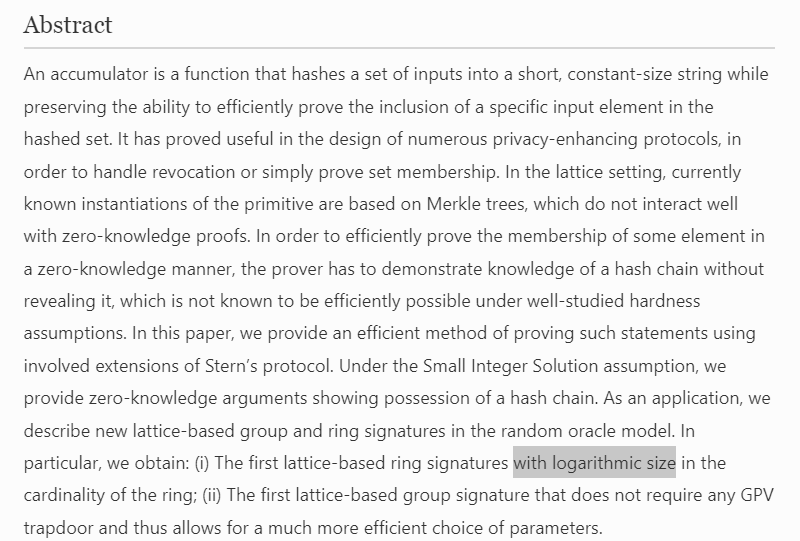 Abstract
An accumulator is a function that hashes a set of inputs into a short, constant-size string while
preserving the ability to efficiently prove the inclusion of a specific input element in the
hashed set. It has proved useful in the design of numerous privacy-enhancing protocols, in
order to handle revocation or simply prove set membership. In the lattice setting, currently
known instantiations of the primitive are based on Merkle trees, which do not interact well
with zero-knowledge proofs. In order to efficiently prove the membership of some element in
a zero-knowledge manner, the prover has to demonstrate knowledge of a hash chain without
revealing it, which is not known to be efficiently possible under well-studied hardness
assumptions. In this paper, we provide an efficient method of proving such statements using
involved extensions of Stern’s protocol. Under the Small Integer Solution assumption, we
provide zero-knowledge arguments showing possession of a hash chain. As an application, we
describe new lattice-based group and ring signatures in the random oracle model. In
particular, we obtain: (i) The first lattice-based ring signatures with logarithmic size in the
cardinality of the ring; (ii) The first lattice-based group signature that does not require any GPV
trapdoor and thus allows for a much more efficient choice of parameters.